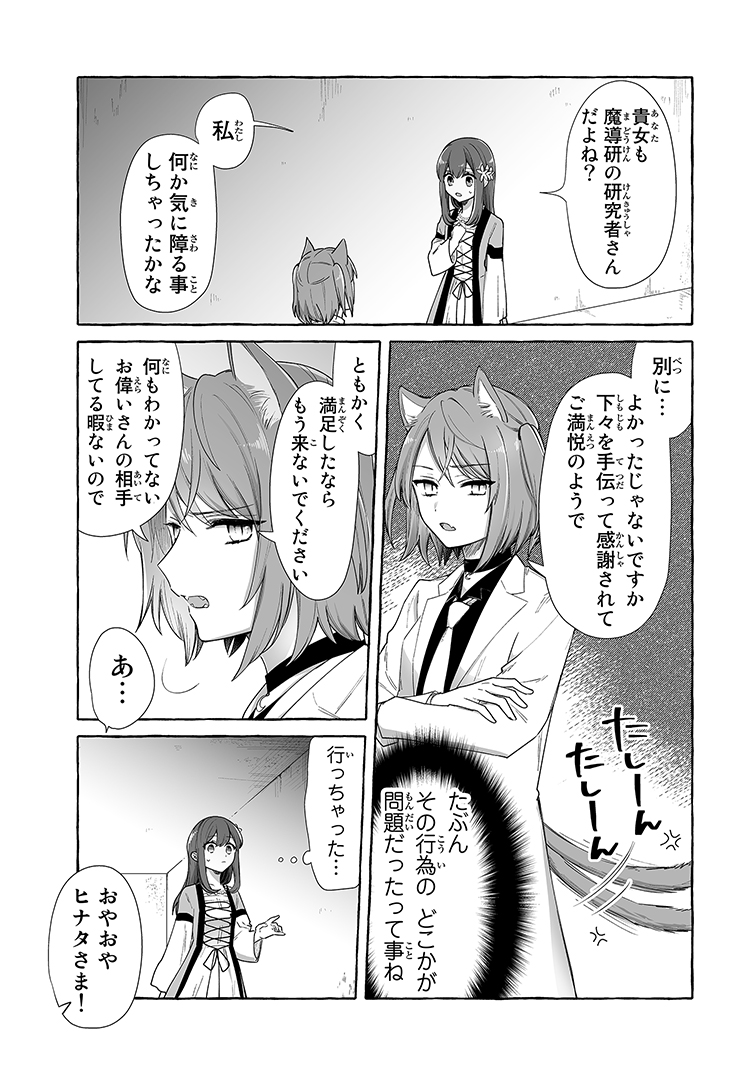 貴女も
魔導研の研究者さん
だよね?
私
何か気に障る事
しちゃったかな
別に…
よかったじゃないですか
下々を手伝って感謝されて
ご満悦のようで
たしーん
たしーん
たぶん
その行為の どこかが
問題だったって事ね
ともかく
満足したなら
もう来ないでください
何もわかってない
お偉いさんの相手
してる暇ないので
あ…
行っちゃった…
おやおや
ヒナタさま!